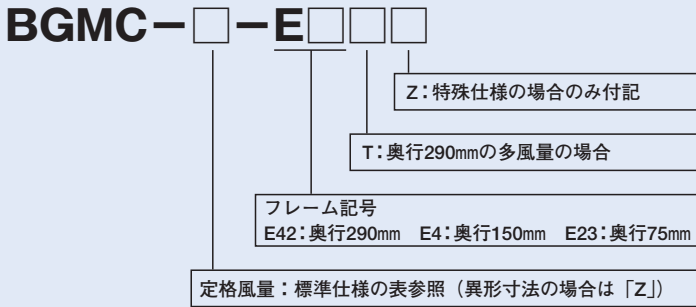 BGMC－□－E□□□
Z：特殊仕様の場合のみ付記
T：奥行290㎜の多風量の場合
フレーム記号
E42：奥行290㎜　E4：奥行150㎜　E23：奥行75㎜
定格風量：標準仕様の表参照（異形寸法の場合は「Z」）